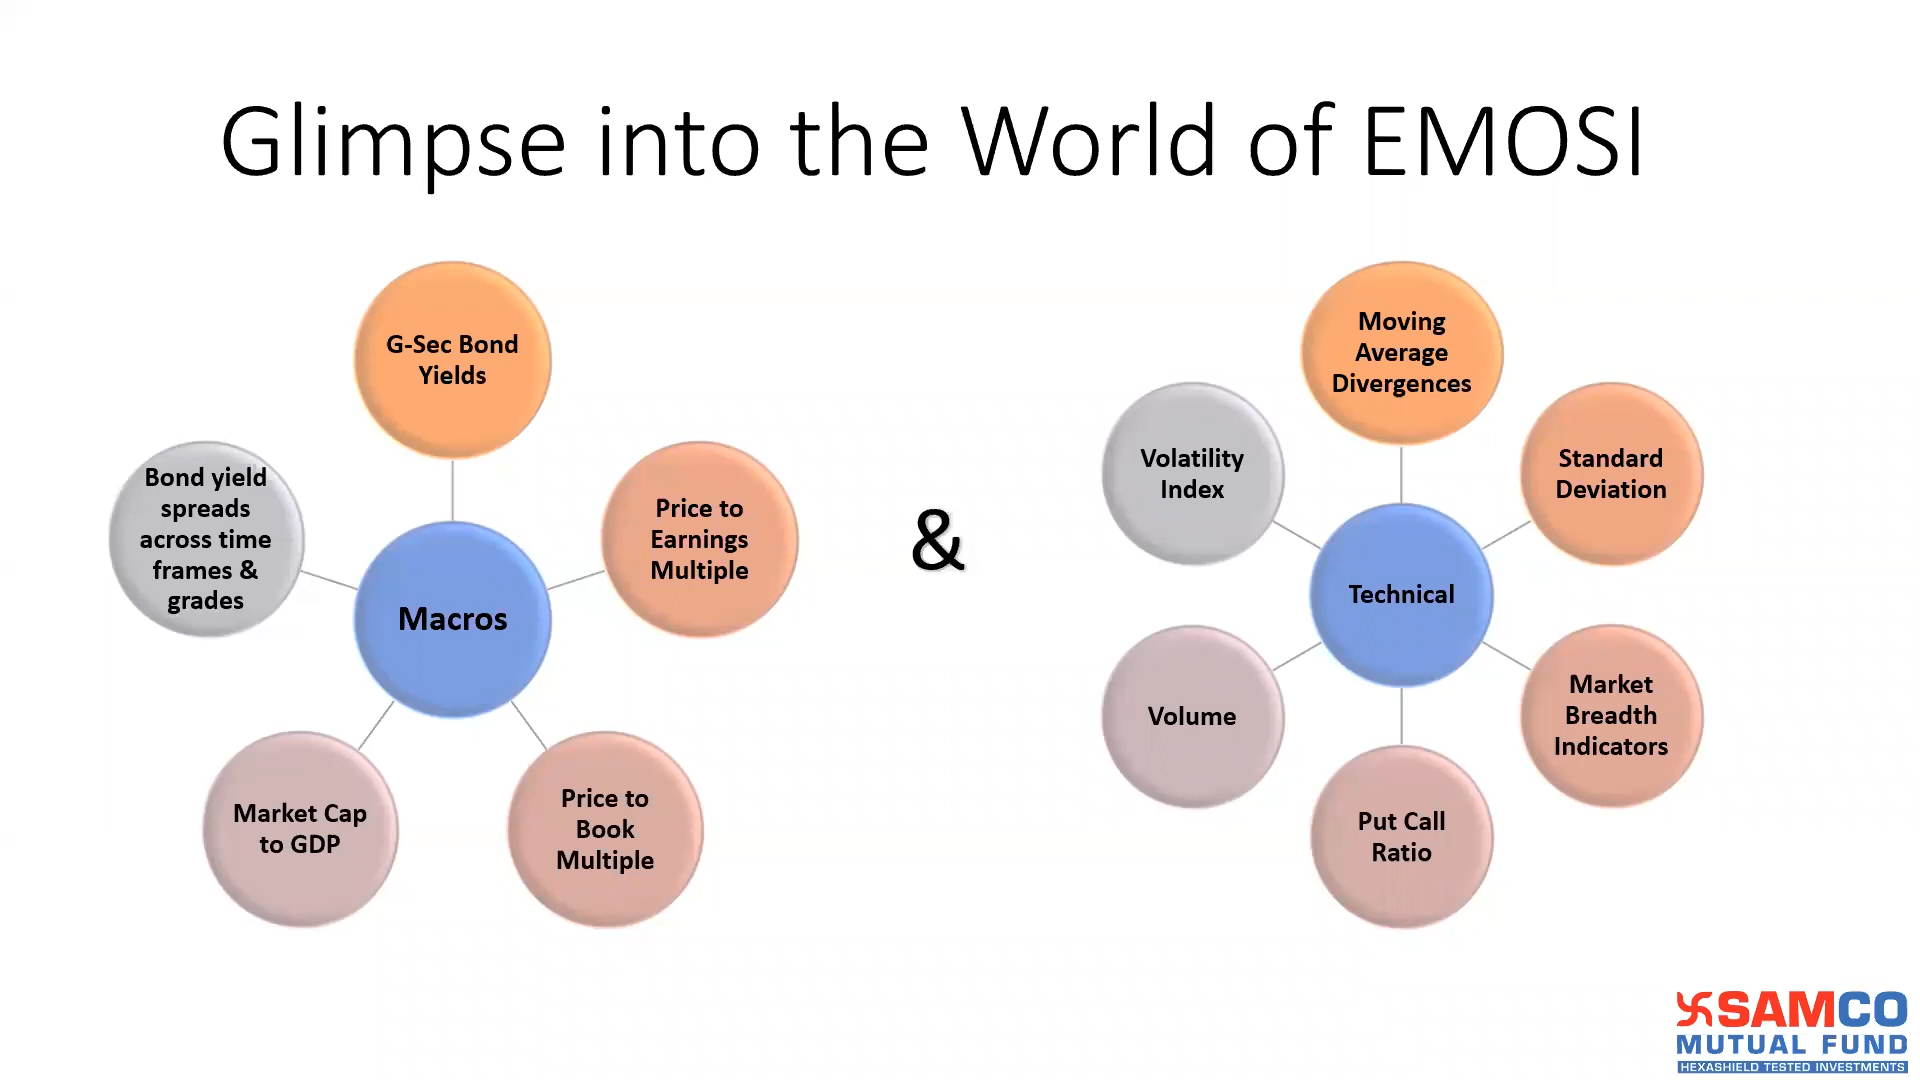 Glimpse into the World of EMOSI
G-Sec Bond
Yields
Bond yield
spreads
across time
frames &
grades
Price to
Earnings
Multiple
Macros
Market Cap
to GDP
Price to
Book
Multiple
&
Moving
Average
Divergences
Volatility
Index
Standard
Deviation
Technical
Volume
Market
Breadth
Indicators
Put Call
Ratio
SAMCO
MUTUAL FUND
HEXASHIELD TESTED INVESTMENTS